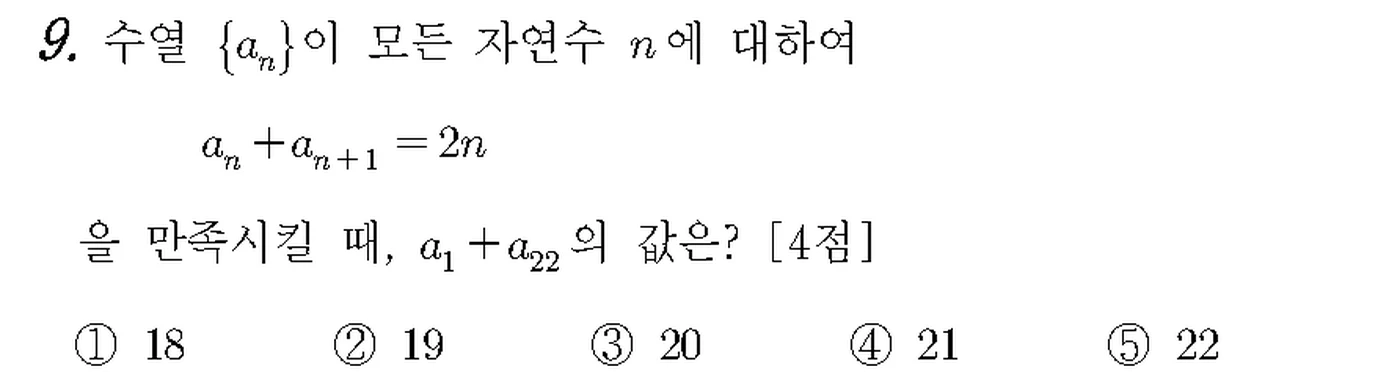 9. 수열 {aₙ}이 모든 자연수 n에 대하여
aₙ + aₙ₊₁ = 2n
을 만족시킬 때, a₁ + a₂₂의 값은? [4점]
① 18 ② 19 ③ 20 ④ 21 ⑤ 22